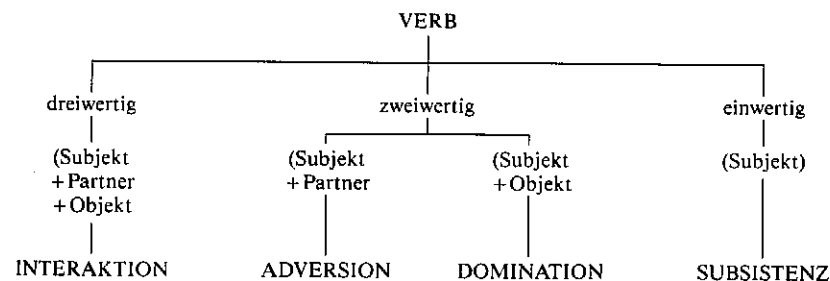 VERB
dreiwertig zweiwertig einwertig
(Subjekt (Subjekt (Subjekt (Subjekt)
+Partner +Partner +Objekt
+Objekt
INTERAKTION ADVERSION DOMINATION SUBSISTENZ